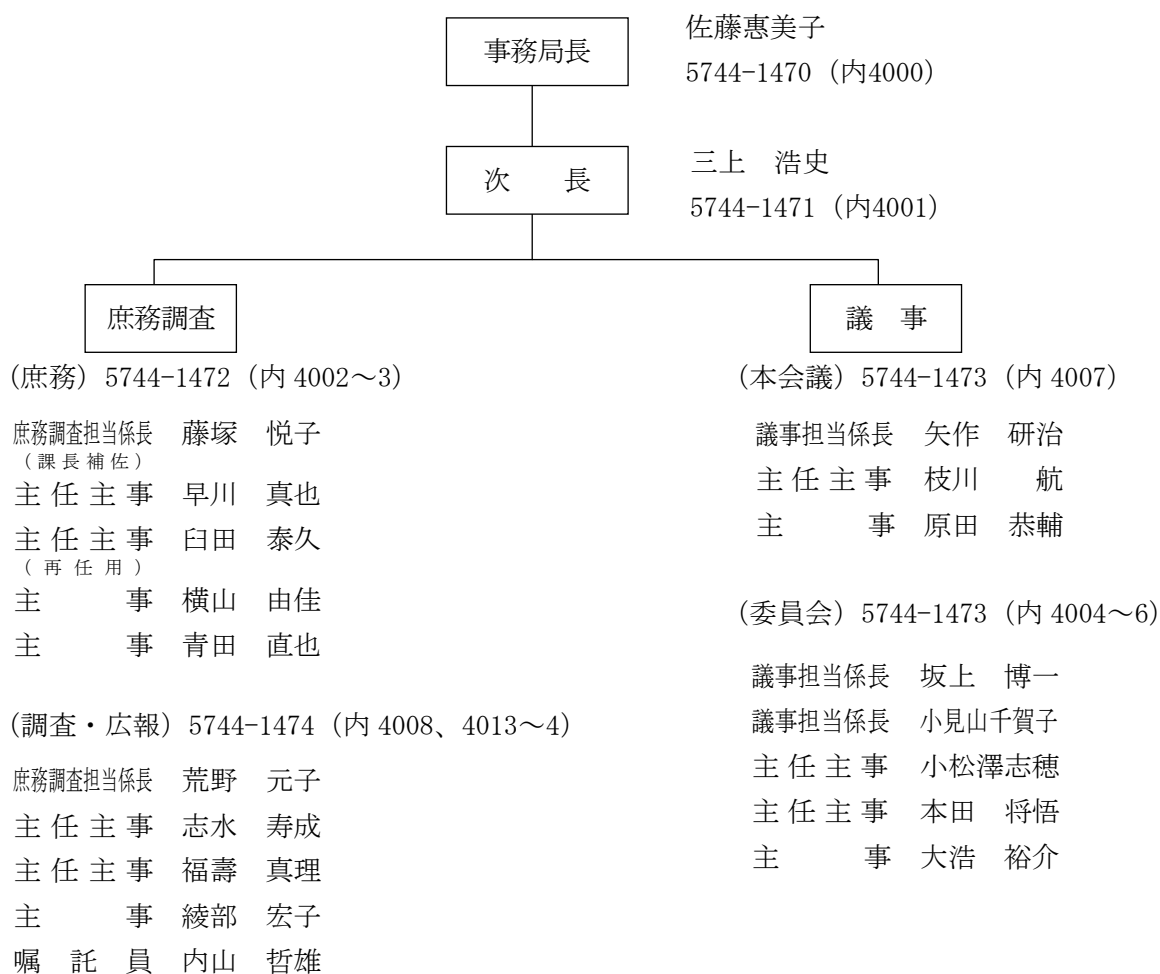 事務局長
佐藤惠美子
5744-1470（内4000）
次　　長
三上　浩史
5744-1471（内4001）
庶務調査
（庶務）5744-1472（内 4002～3）
庶務調査担当係長　藤塚　悦子
（課長補佐）
主任主事　早川　真也
主任主事　臼田　泰久
（再任用）
主　　事　横山　由佳
主　　事　青田　直也
（調査・広報）5744-1474（内 4008、4013～4）
庶務調査担当係長　荒野　元子
主任主事　志水　寿成
主任主事　福壽　真理
主　　事　綾部　宏子
嘱託員　内山　哲雄
議　事
（本会議）5744-1473（内 4007）
議事担当係長　矢作　研治
主任主事　枝川　　航
主　　事　原田　恭輔
（委員会）5744-1473（内 4004～6）
議事担当係長　坂上　博一
議事担当係長　小見山千賀子
主任主事　小松澤志穂
主任主事　本田　将悟
主　　事　大浩　裕介